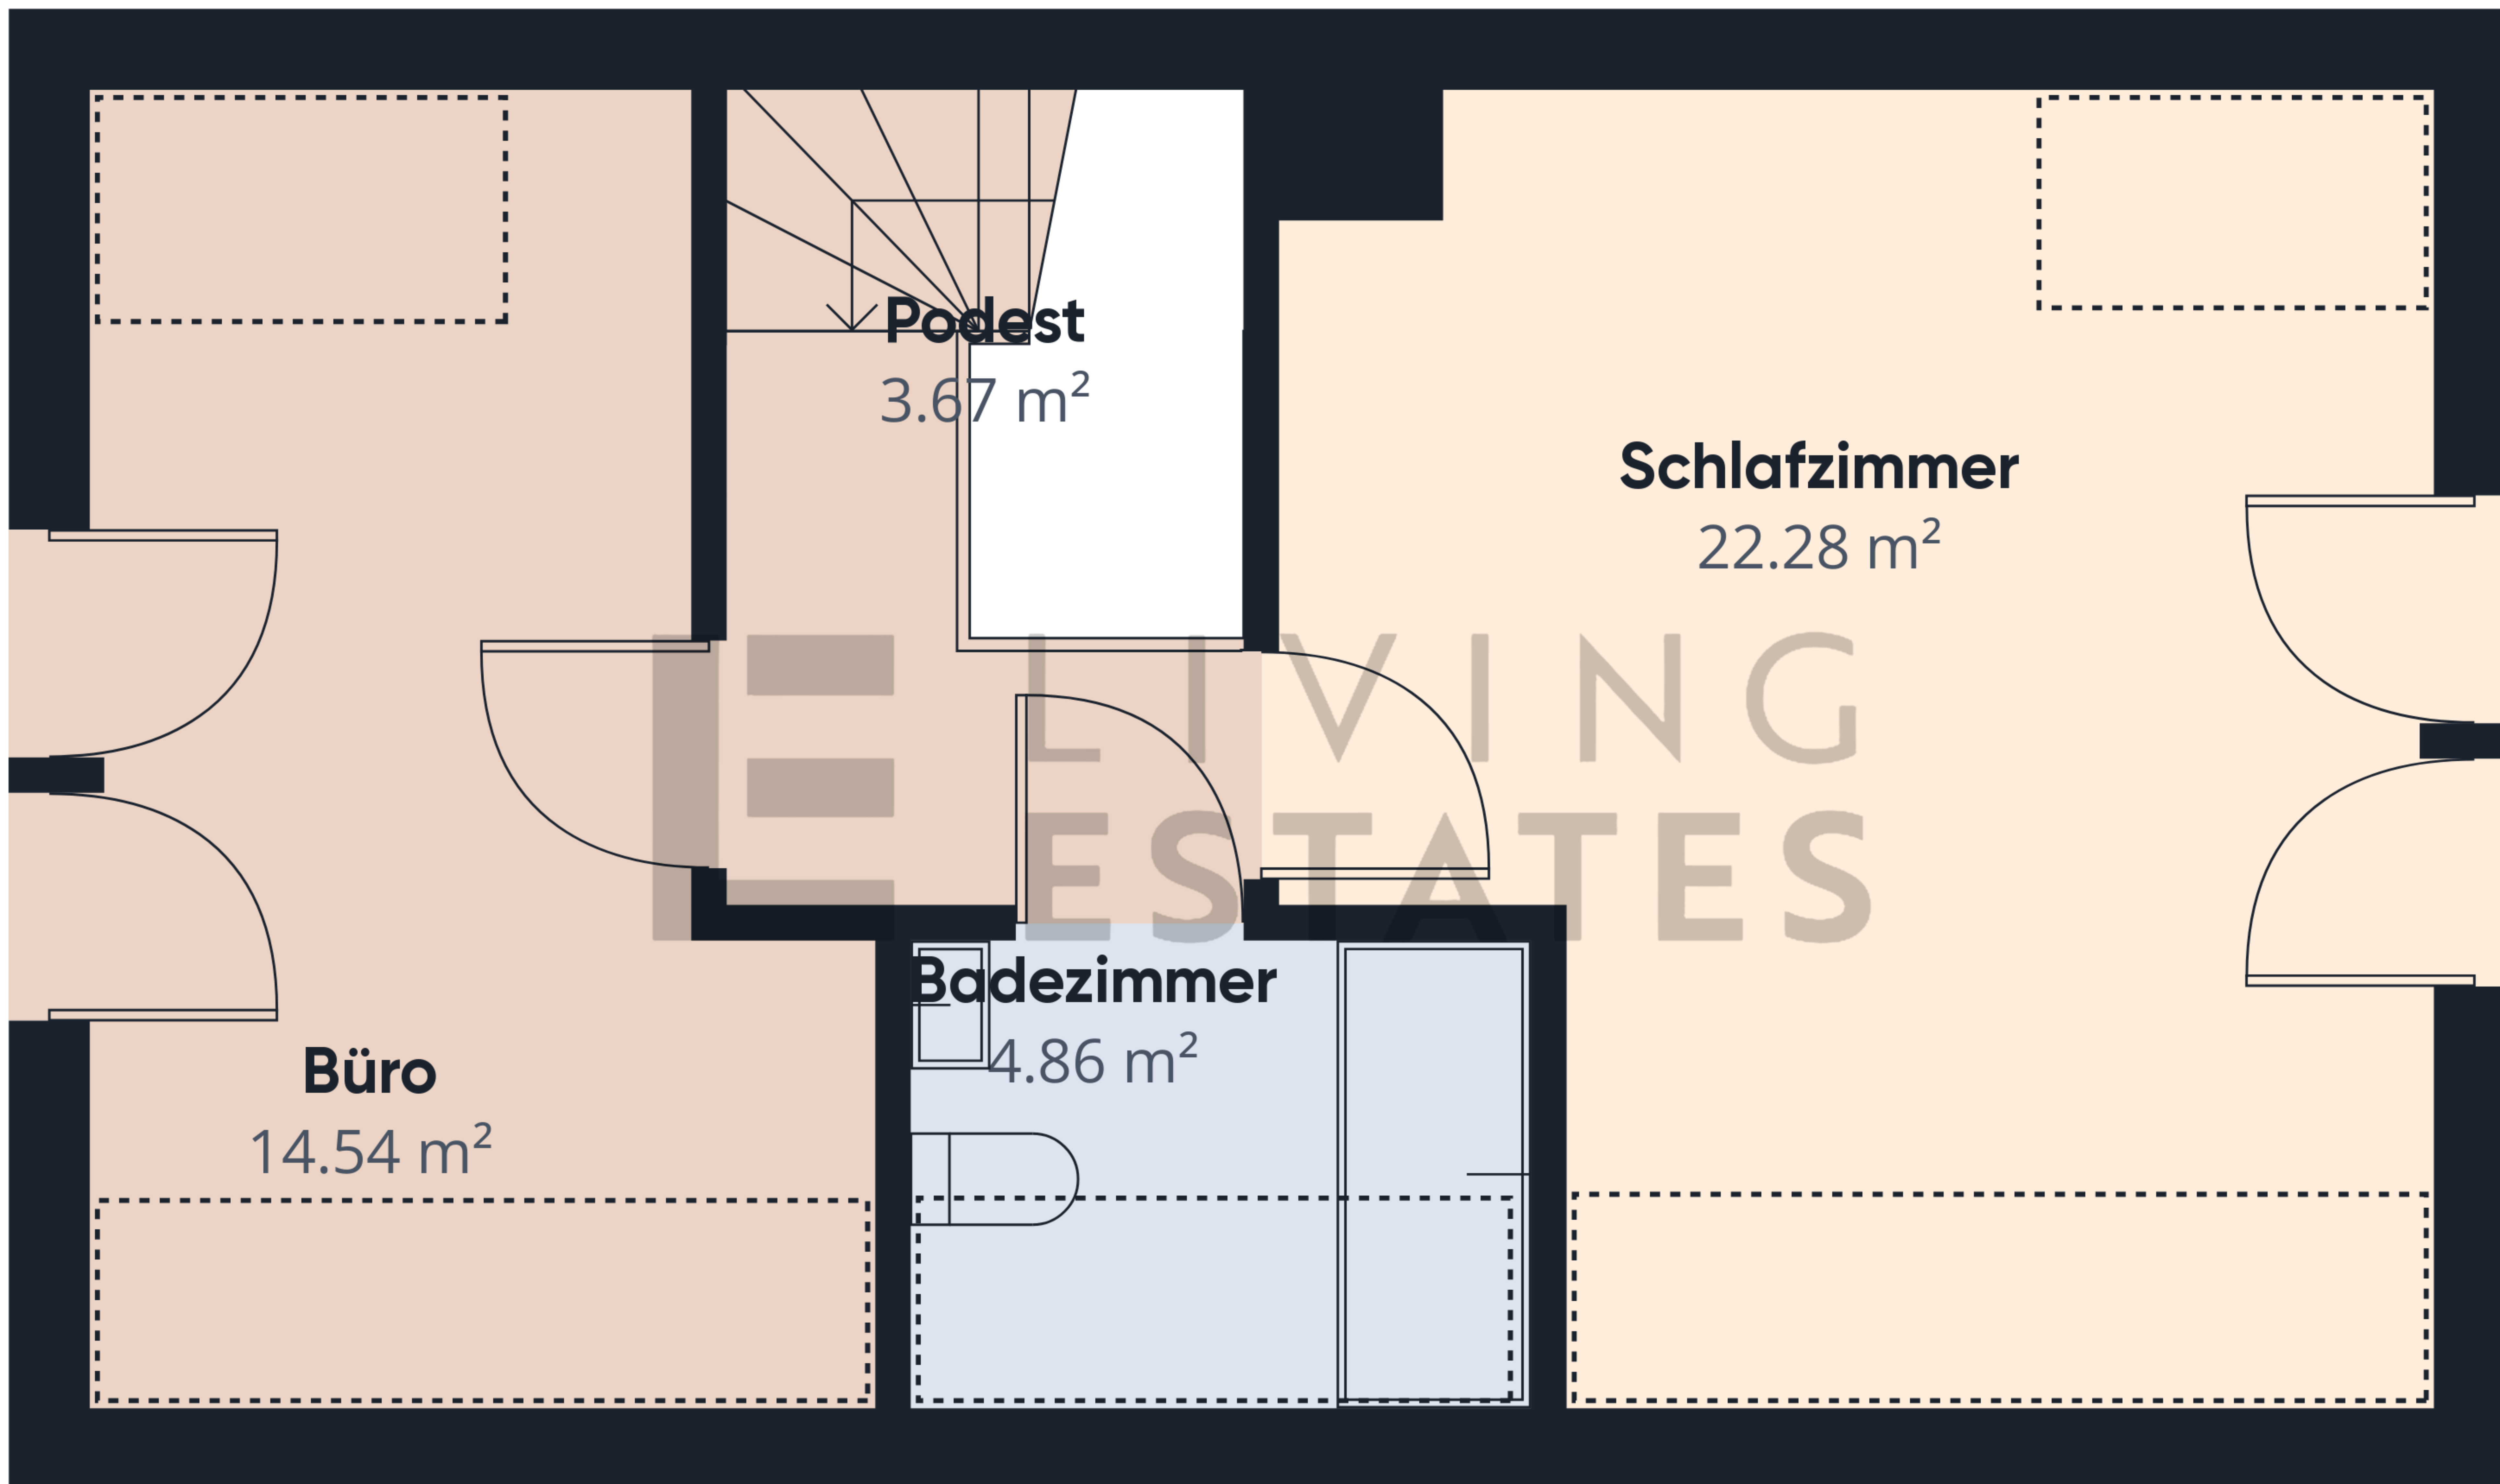 Podest
3.67 m²
Schlafzimmer
22.28 m²
LIVING
ESTATES
Badezimmer
4.86 m²
Büro
14.54 m²